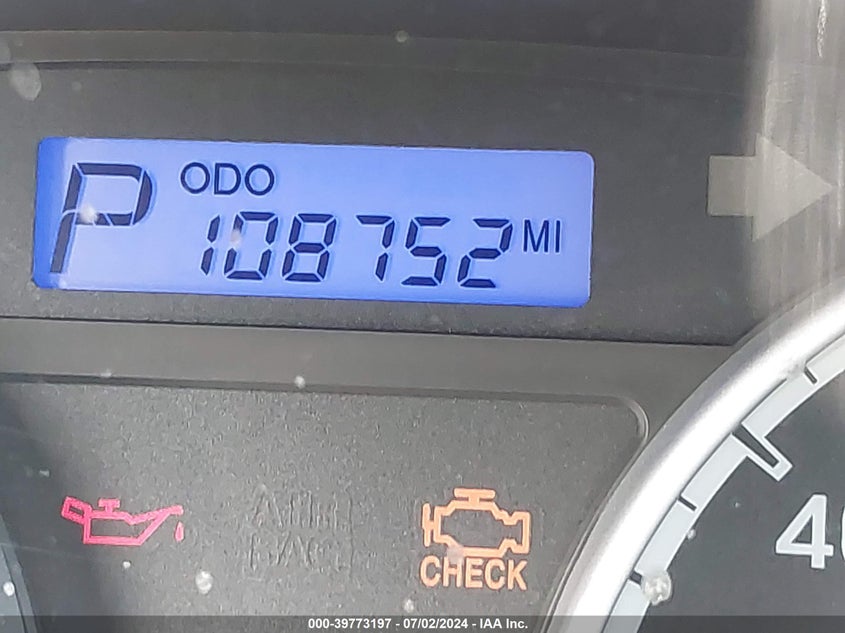 P
ODO
108752 MI
CHECK
4
000-39773197 - 07/02/2024 - IAA Inc.